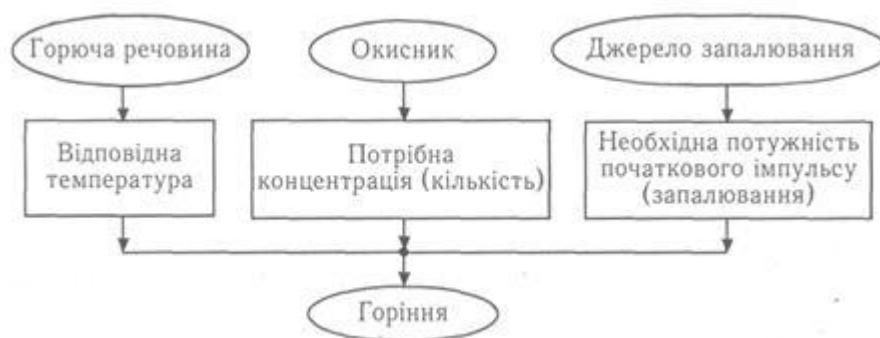 Горюча речовина
Окисник
Джерело запалювання
Відповідна
температура
Потрібна
концентрація (кількість)
Необхідна потужність
початкового імпульсу
(запалювання)
Горіння